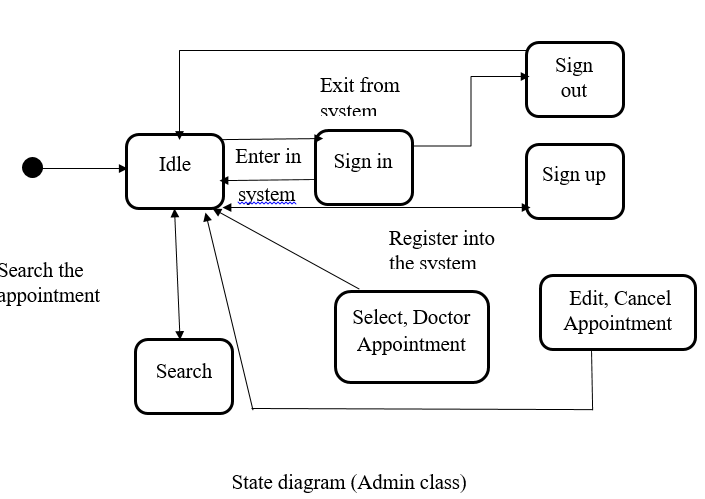 Sign
out
Exit from
system
Idle
Enter in
system
Sign in
Sign up
Register into
the system
Search the
appointment
Select, Doctor
Appointment
Edit, Cancel
Appointment
Search
State diagram (Admin class)